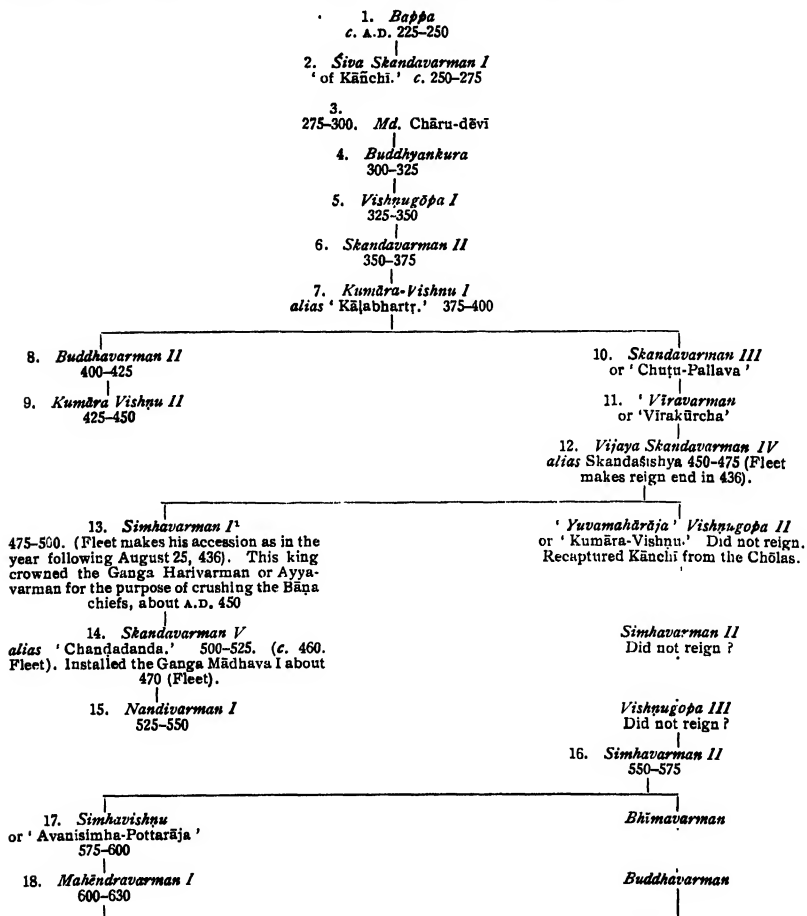 1. Bappa
c. A.D. 225–250
2. Śiva Skandavarman I
' of Kāñchī.' c. 250–275
3.
275–300. Md. Chāru-dēvī
4. Buddhyankura
300–325
5. Vishṇugōpa I
325–350
6. Skandavarman II
350–375
7. Kumāra-Vishnu I
alias ' Kāḷabhartṛ.' 375–400
8. Buddhavarman II
400–425
10. Skandavarman III
or ' Chuṭu-Pallava '
9. Kumāra Vishṇu II
425–450
11. ' Vīravarman
or 'Vīrakūrcha'
12. Vijaya Skandavarman IV
alias Skandaśishya 450–475 (Fleet
makes reign end in 436).
13. Simhavarman I¹
475–500. (Fleet makes his accession as in the
year following August 25, 436). This king
crowned the Ganga Harivarman or Ayya-
varman for the purpose of crushing the Bāṇa
chiefs, about A.D. 450
' Yuvamahārāja ' Vishṇugopa II
or ' Kumāra-Vishṇu.' Did not reign.
Recaptured Kānchī from the Chōlas.
14. Skandavarman V
alias ' Chaṇḍadanda.' 500–525. (c. 460.
Fleet). Installed the Ganga Mādhava I about
470 (Fleet).
Simhavarman II
Did not reign ?
15. Nandivarman I
525–550
Vishṇugopa III
Did not reign ?
16. Simhavarman II
550–575
17. Simhavishṇu
or ' Avanisimha-Pottarāja '
575–600
Bhīmavarman
18. Mahēndravarman I
600–630
Buddhavarman